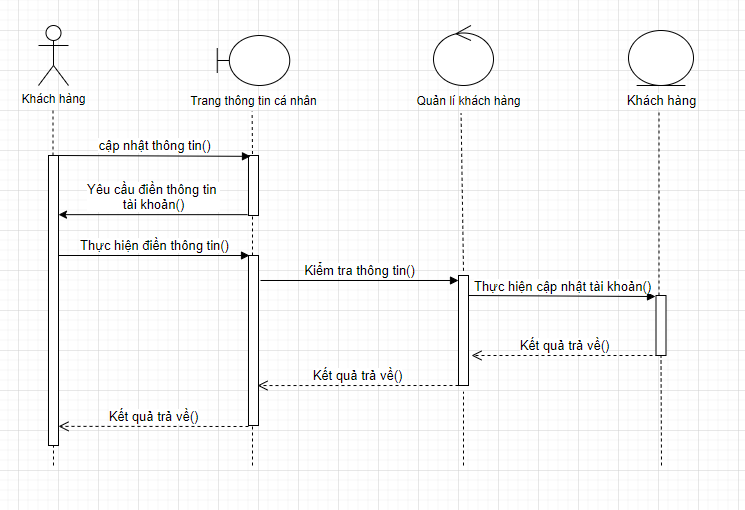 Khách hàng
Trang thông tin cá nhân
Quản lí khách hàng
Khách hàng
cập nhật thông tin()
Yêu cầu điền thông tin
tài khoản()
Thực hiện điền thông tin()
Kiểm tra thông tin()
Thực hiện cập nhật tài khoản()
Kết quả trả về()
Kết quả trả về()
Kết quả trả về()